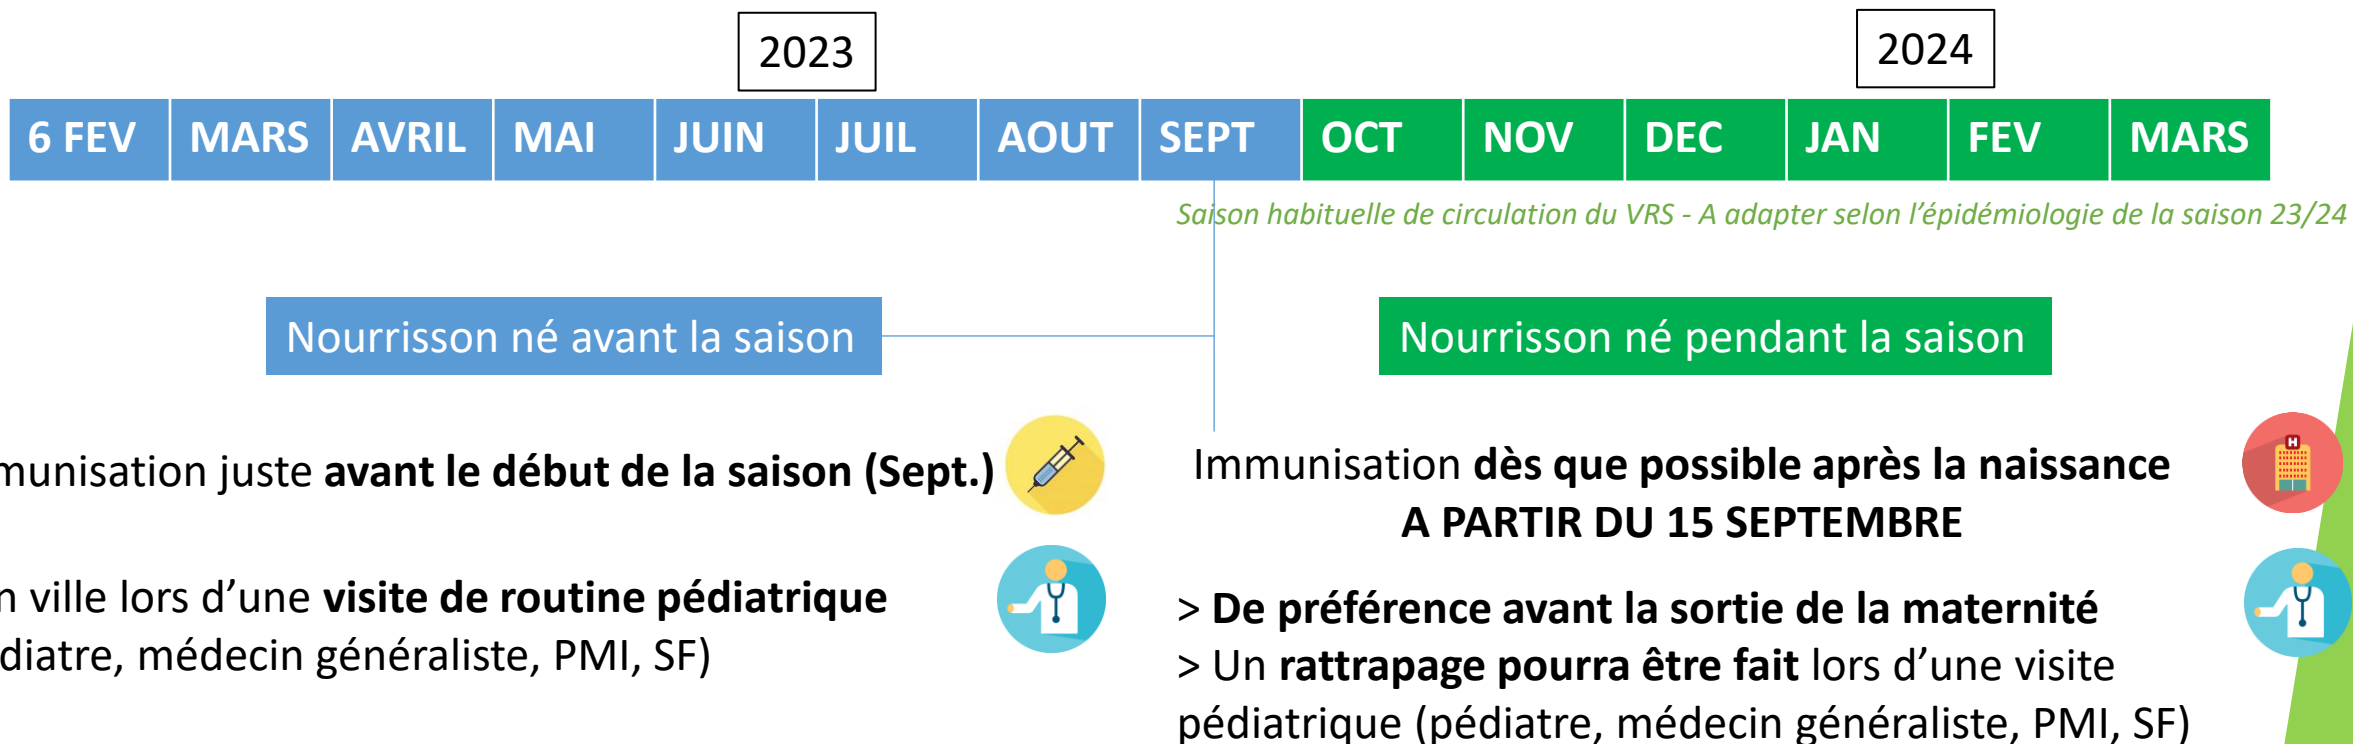 2023
2024
6 FEV MARS AVRIL MAI JUIN JUIL AOUT SEPT OCT NOV DEC JAN FEV MARS
Saison habituelle de circulation du VRS - A adapter selon l'épidémiologie de la saison 23/24
Nourrisson né avant la saison
Nourrisson né pendant la saison
munisation juste avant le début de la saison (Sept.)
n ville lors d'une visite de routine pédiatrique
diatre, médecin généraliste, PMI, SF)
H
Immunisation dès que possible après la naissance
A PARTIR DU 15 SEPTEMBRE
> De préférence avant la sortie de la maternité
> Un rattrapage pourra être fait lors d'une visite
pédiatrique (pédiatre, médecin généraliste, PMI, SF)